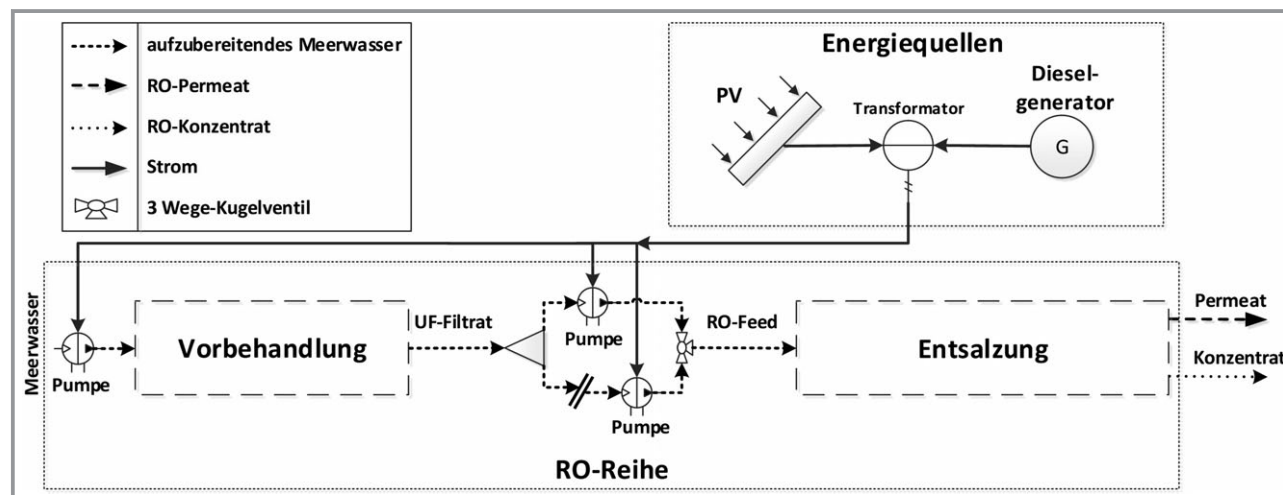 aufzubereitendes Meerwasser
RO-Permeat
RO-Konzentrat
Strom
3 Wege-Kugelventil
Energiequellen
PV
Transformator
Diesel-
generator
G
Meerwasser
Pumpe
Vorbehandlung
UF-Filtrat
Pumpe
Pumpe
RO-Feed
Entsalzung
Permeat
Konzentrat
RO-Reihe